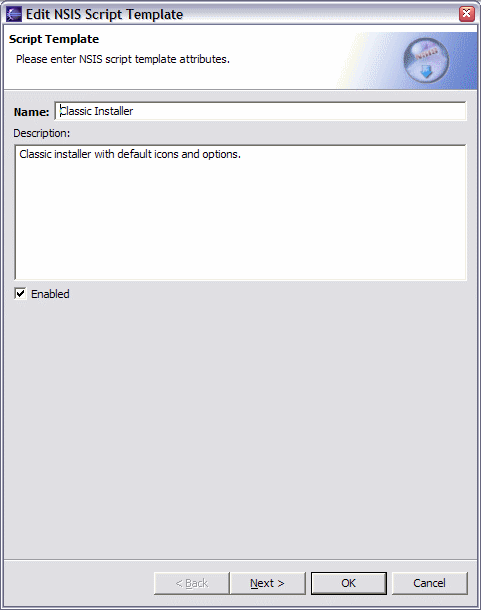 Edit NSIS Script Template
Script Template
Please enter NSIS script template attributes.
NSIS
Name: Classic Installer
Description:
Classic installer with default icons and options.
Enabled
< Back Next > OK Cancel